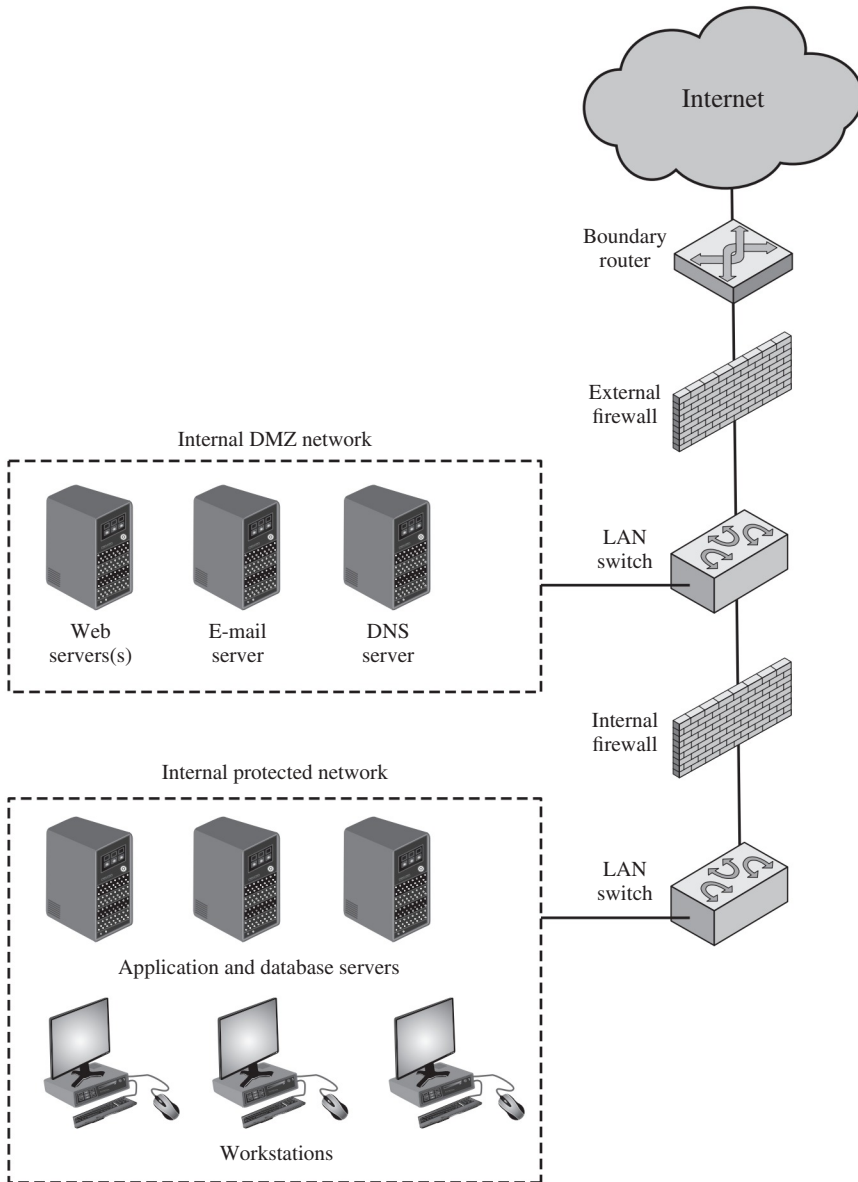 Internet
Boundary
router
External
firewall
Internal DMZ network
LAN
switch
Web
servers(s)
E-mail
server
DNS
server
Internal
firewall
Internal protected network
LAN
switch
Application and database servers
Workstations